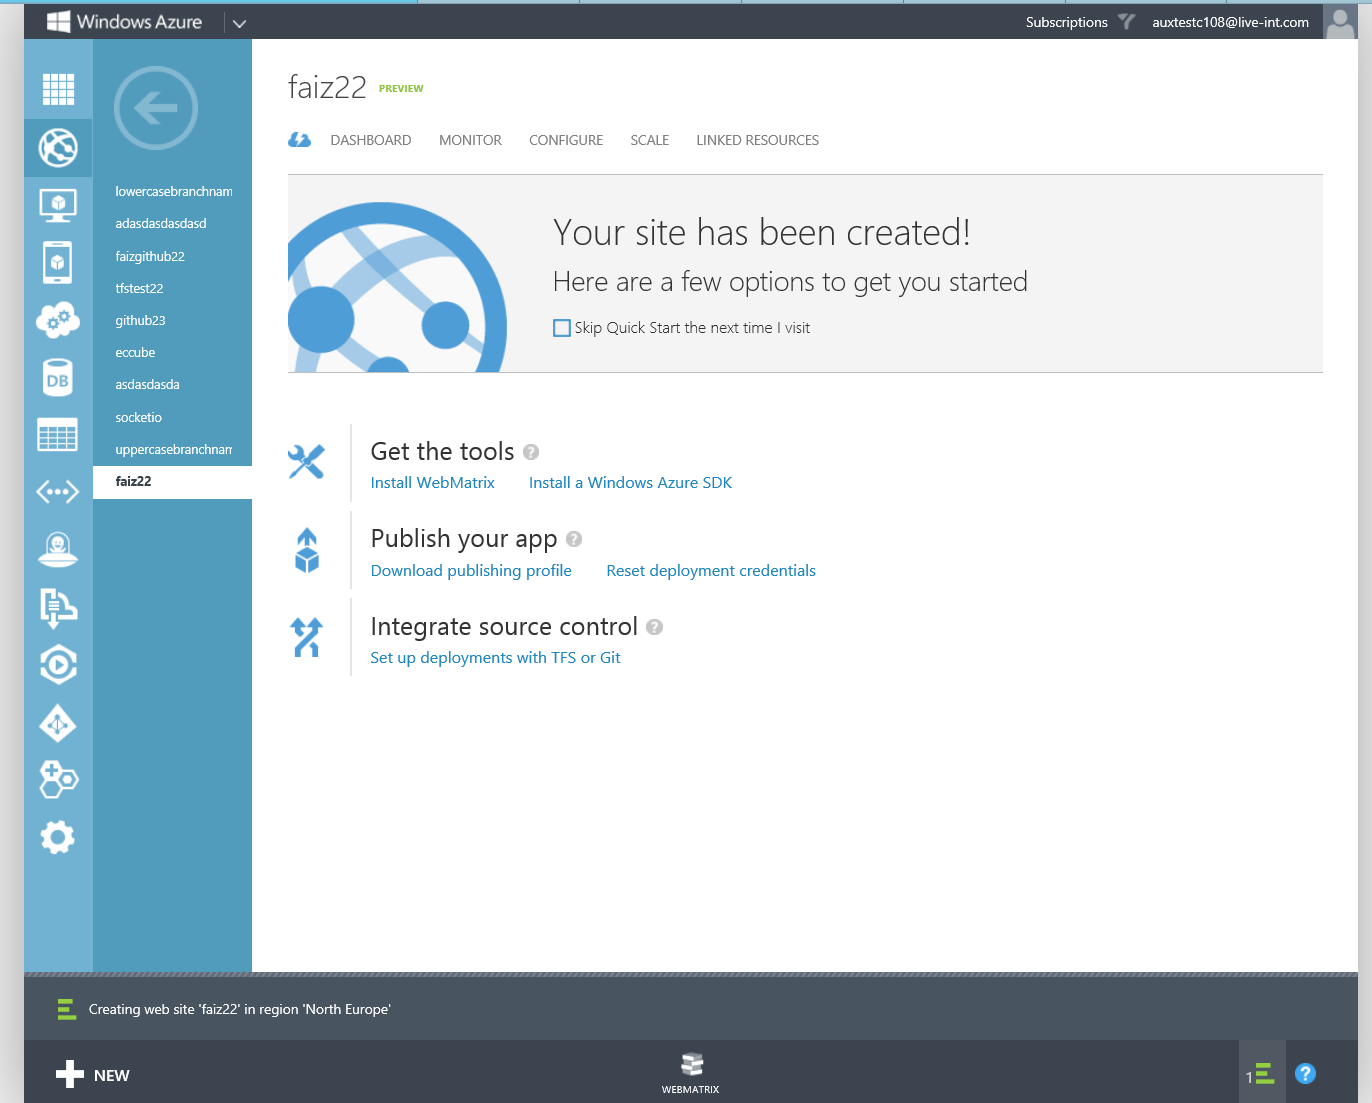 Windows Azure
Subscriptions
auxtestc108@live-int.com
lowercasebranchnam
adasdasdasdasd
faizgithub22
tfstest22
github23
eccube
asdasdasda
socketio
uppercasebranchnam
faiz22
DB
faiz22 PREVIEW
DASHBOARD MONITOR CONFIGURE SCALE LINKED RESOURCES
Your site has been created!
Here are a few options to get you started
Skip Quick Start the next time I visit
Get the tools ?
Install WebMatrix Install a Windows Azure SDK
Publish your app ?
Download publishing profile Reset deployment credentials
Integrate source control ?
Set up deployments with TFS or Git
Creating web site 'faiz22' in region 'North Europe'
NEW
WEBMATRIX
1
?